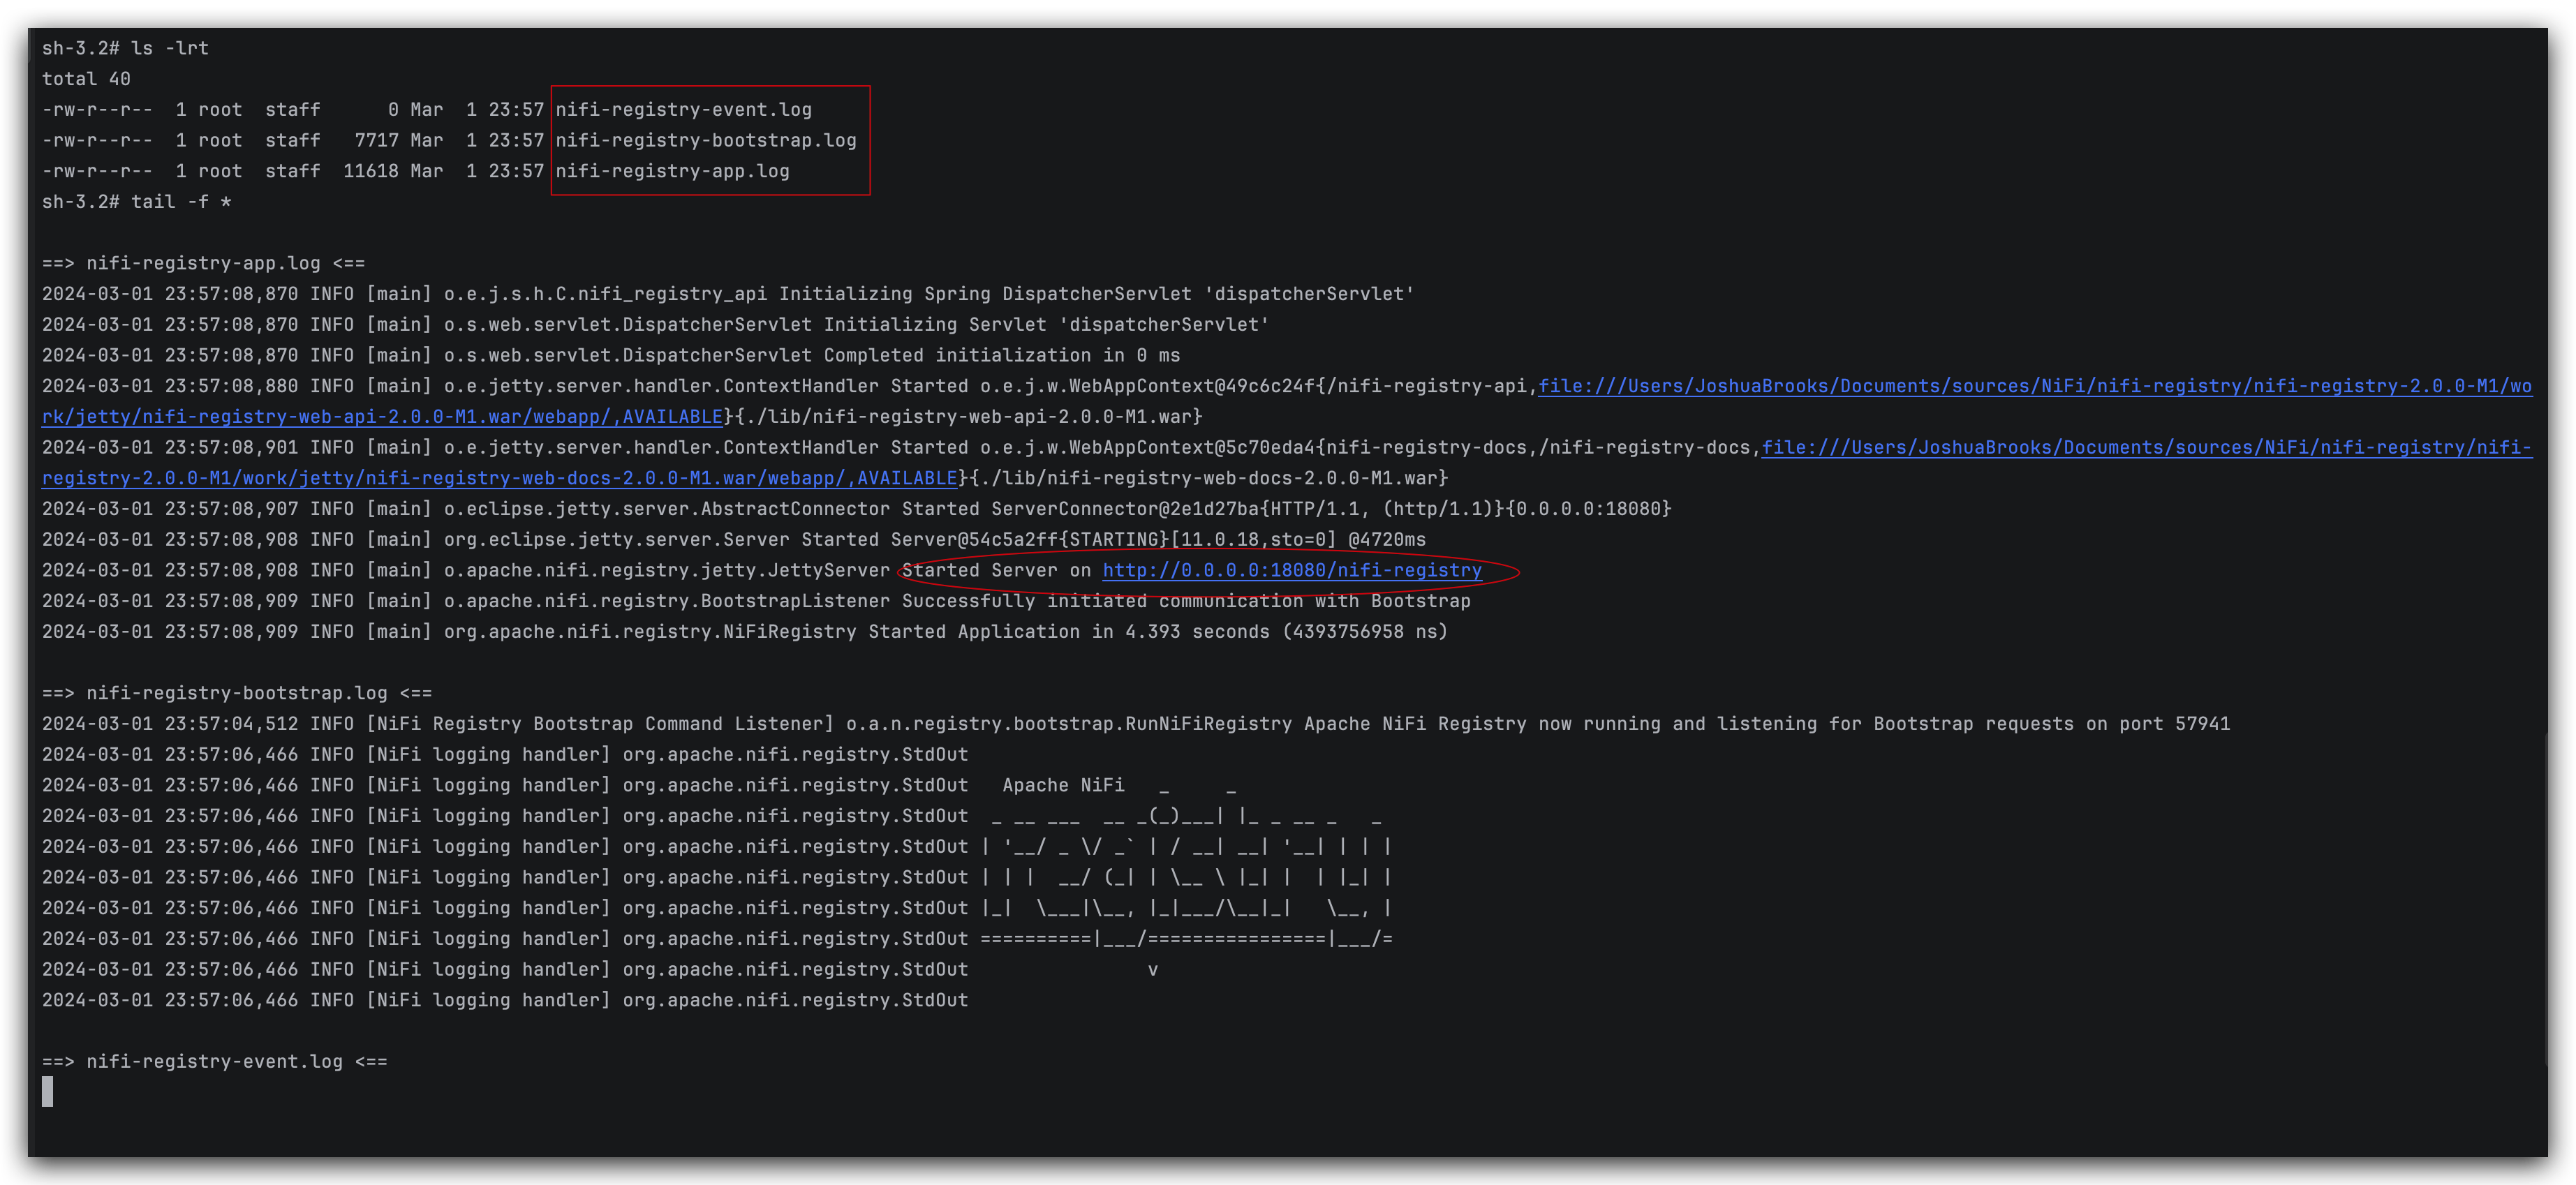 sh-3.2# ls -lrt
total 40
-rw-r--r--  1 root  staff      0 Mar  1 23:57 nifi-registry-event.log
-rw-r--r--  1 root  staff   7717 Mar  1 23:57 nifi-registry-bootstrap.log
-rw-r--r--  1 root  staff  11618 Mar  1 23:57 nifi-registry-app.log
sh-3.2# tail -f *

==> nifi-registry-app.log <==
2024-03-01 23:57:08,870 INFO [main] o.e.j.s.h.C.nifi_registry_api Initializing Spring DispatcherServlet 'dispatcherServlet'
2024-03-01 23:57:08,870 INFO [main] o.s.web.servlet.DispatcherServlet Initializing Servlet 'dispatcherServlet'
2024-03-01 23:57:08,870 INFO [main] o.s.web.servlet.DispatcherServlet Completed initialization in 0 ms
2024-03-01 23:57:08,880 INFO [main] o.e.jetty.server.handler.ContextHandler Started o.e.j.w.WebAppContext@49c6c24f{/nifi-registry-api,file:///Users/JoshuaBrooks/Documents/sources/NiFi/nifi-registry/nifi-registry-2.0.0-M1/wo
rk/jetty/nifi-registry-web-api-2.0.0-M1.war/webapp/,AVAILABLE}{./lib/nifi-registry-web-api-2.0.0-M1.war}
2024-03-01 23:57:08,901 INFO [main] o.e.jetty.server.handler.ContextHandler Started o.e.j.w.WebAppContext@5c70eda4{nifi-registry-docs,/nifi-registry-docs,file:///Users/JoshuaBrooks/Documents/sources/NiFi/nifi-registry/nifi-
registry-2.0.0-M1/work/jetty/nifi-registry-web-docs-2.0.0-M1.war/webapp/,AVAILABLE}{./lib/nifi-registry-web-docs-2.0.0-M1.war}
2024-03-01 23:57:08,907 INFO [main] o.eclipse.jetty.server.AbstractConnector Started ServerConnector@2e1d27ba{HTTP/1.1, (http/1.1)}{0.0.0.0:18080}
2024-03-01 23:57:08,908 INFO [main] org.eclipse.jetty.server.Server Started Server@54c5a2ff{STARTING}[11.0.18,sto=0] @4720ms
2024-03-01 23:57:08,908 INFO [main] o.apache.nifi.registry.jetty.JettyServer Started Server on http://0.0.0.0:18080/nifi-registry
2024-03-01 23:57:08,909 INFO [main] o.apache.nifi.registry.BootstrapListener Successfully initiated communication with Bootstrap
2024-03-01 23:57:08,909 INFO [main] org.apache.nifi.registry.NiFiRegistry Started Application in 4.393 seconds (4393756958 ns)

==> nifi-registry-bootstrap.log <==
2024-03-01 23:57:04,512 INFO [NiFi Registry Bootstrap Command Listener] o.a.n.registry.bootstrap.RunNiFiRegistry Apache NiFi Registry now running and listening for Bootstrap requests on port 57941
2024-03-01 23:57:06,466 INFO [NiFi logging handler] org.apache.nifi.registry.StdOut
2024-03-01 23:57:06,466 INFO [NiFi logging handler] org.apache.nifi.registry.StdOut   Apache NiFi   _     _
2024-03-01 23:57:06,466 INFO [NiFi logging handler] org.apache.nifi.registry.StdOut  _ __ ___  __ _(_)___| |_ _ __ _   _
2024-03-01 23:57:06,466 INFO [NiFi logging handler] org.apache.nifi.registry.StdOut | '__/ _ \/ _` | / __| __| '__| | | |
2024-03-01 23:57:06,466 INFO [NiFi logging handler] org.apache.nifi.registry.StdOut | | |  __/ (_| | \__ \ |_| |  | |_| |
2024-03-01 23:57:06,466 INFO [NiFi logging handler] org.apache.nifi.registry.StdOut |_|  \___|\__, |_|___/\__|_|   \__, |
2024-03-01 23:57:06,466 INFO [NiFi logging handler] org.apache.nifi.registry.StdOut ==========|___/================|___/=
2024-03-01 23:57:06,466 INFO [NiFi logging handler] org.apache.nifi.registry.StdOut                v
2024-03-01 23:57:06,466 INFO [NiFi logging handler] org.apache.nifi.registry.StdOut

==> nifi-registry-event.log <==